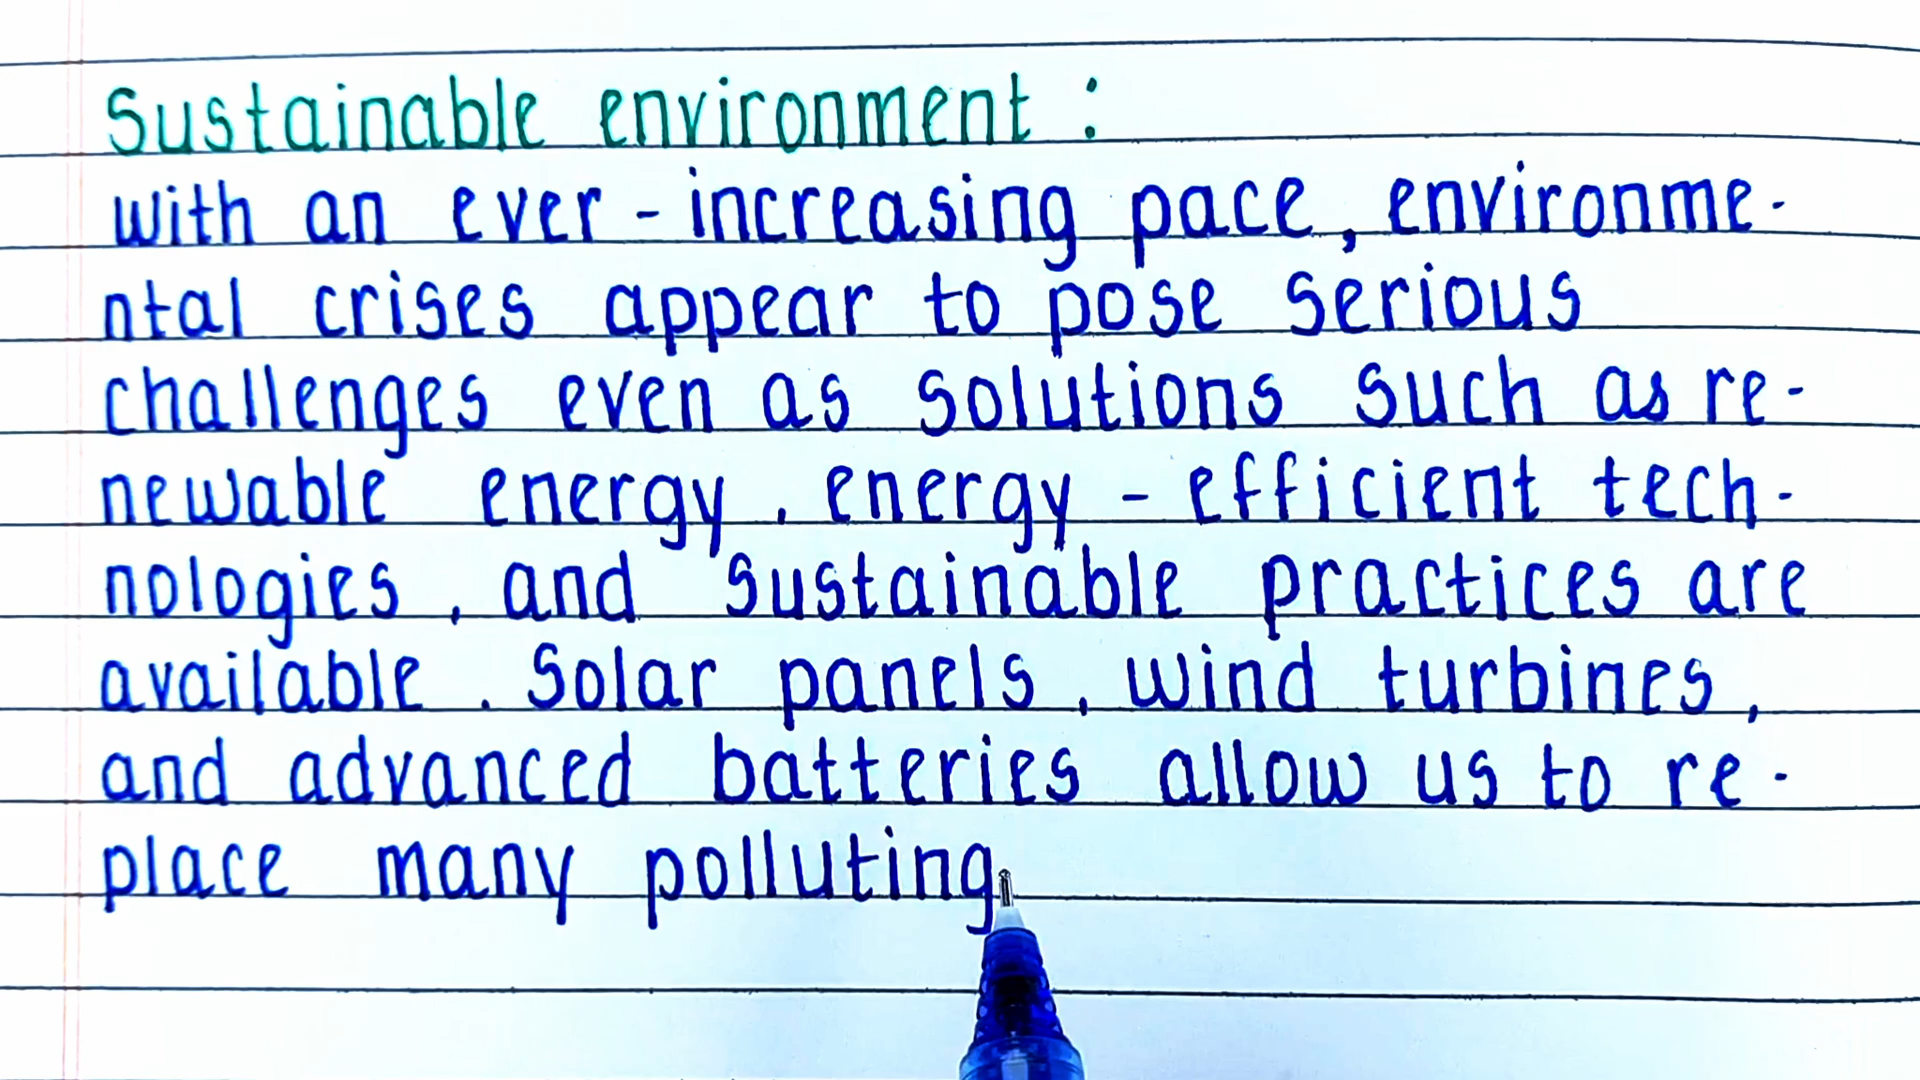 Sustainable environment :
with an ever - increasing pace, environme-
ntal crises appear to pose serious
challenges even as solutions such as re-
newable energy, energy - efficient tech-
nologies, and sustainable practices are
available. Solar panels, wind turbines,
and advanced batteries allow us to re-
place many polluting